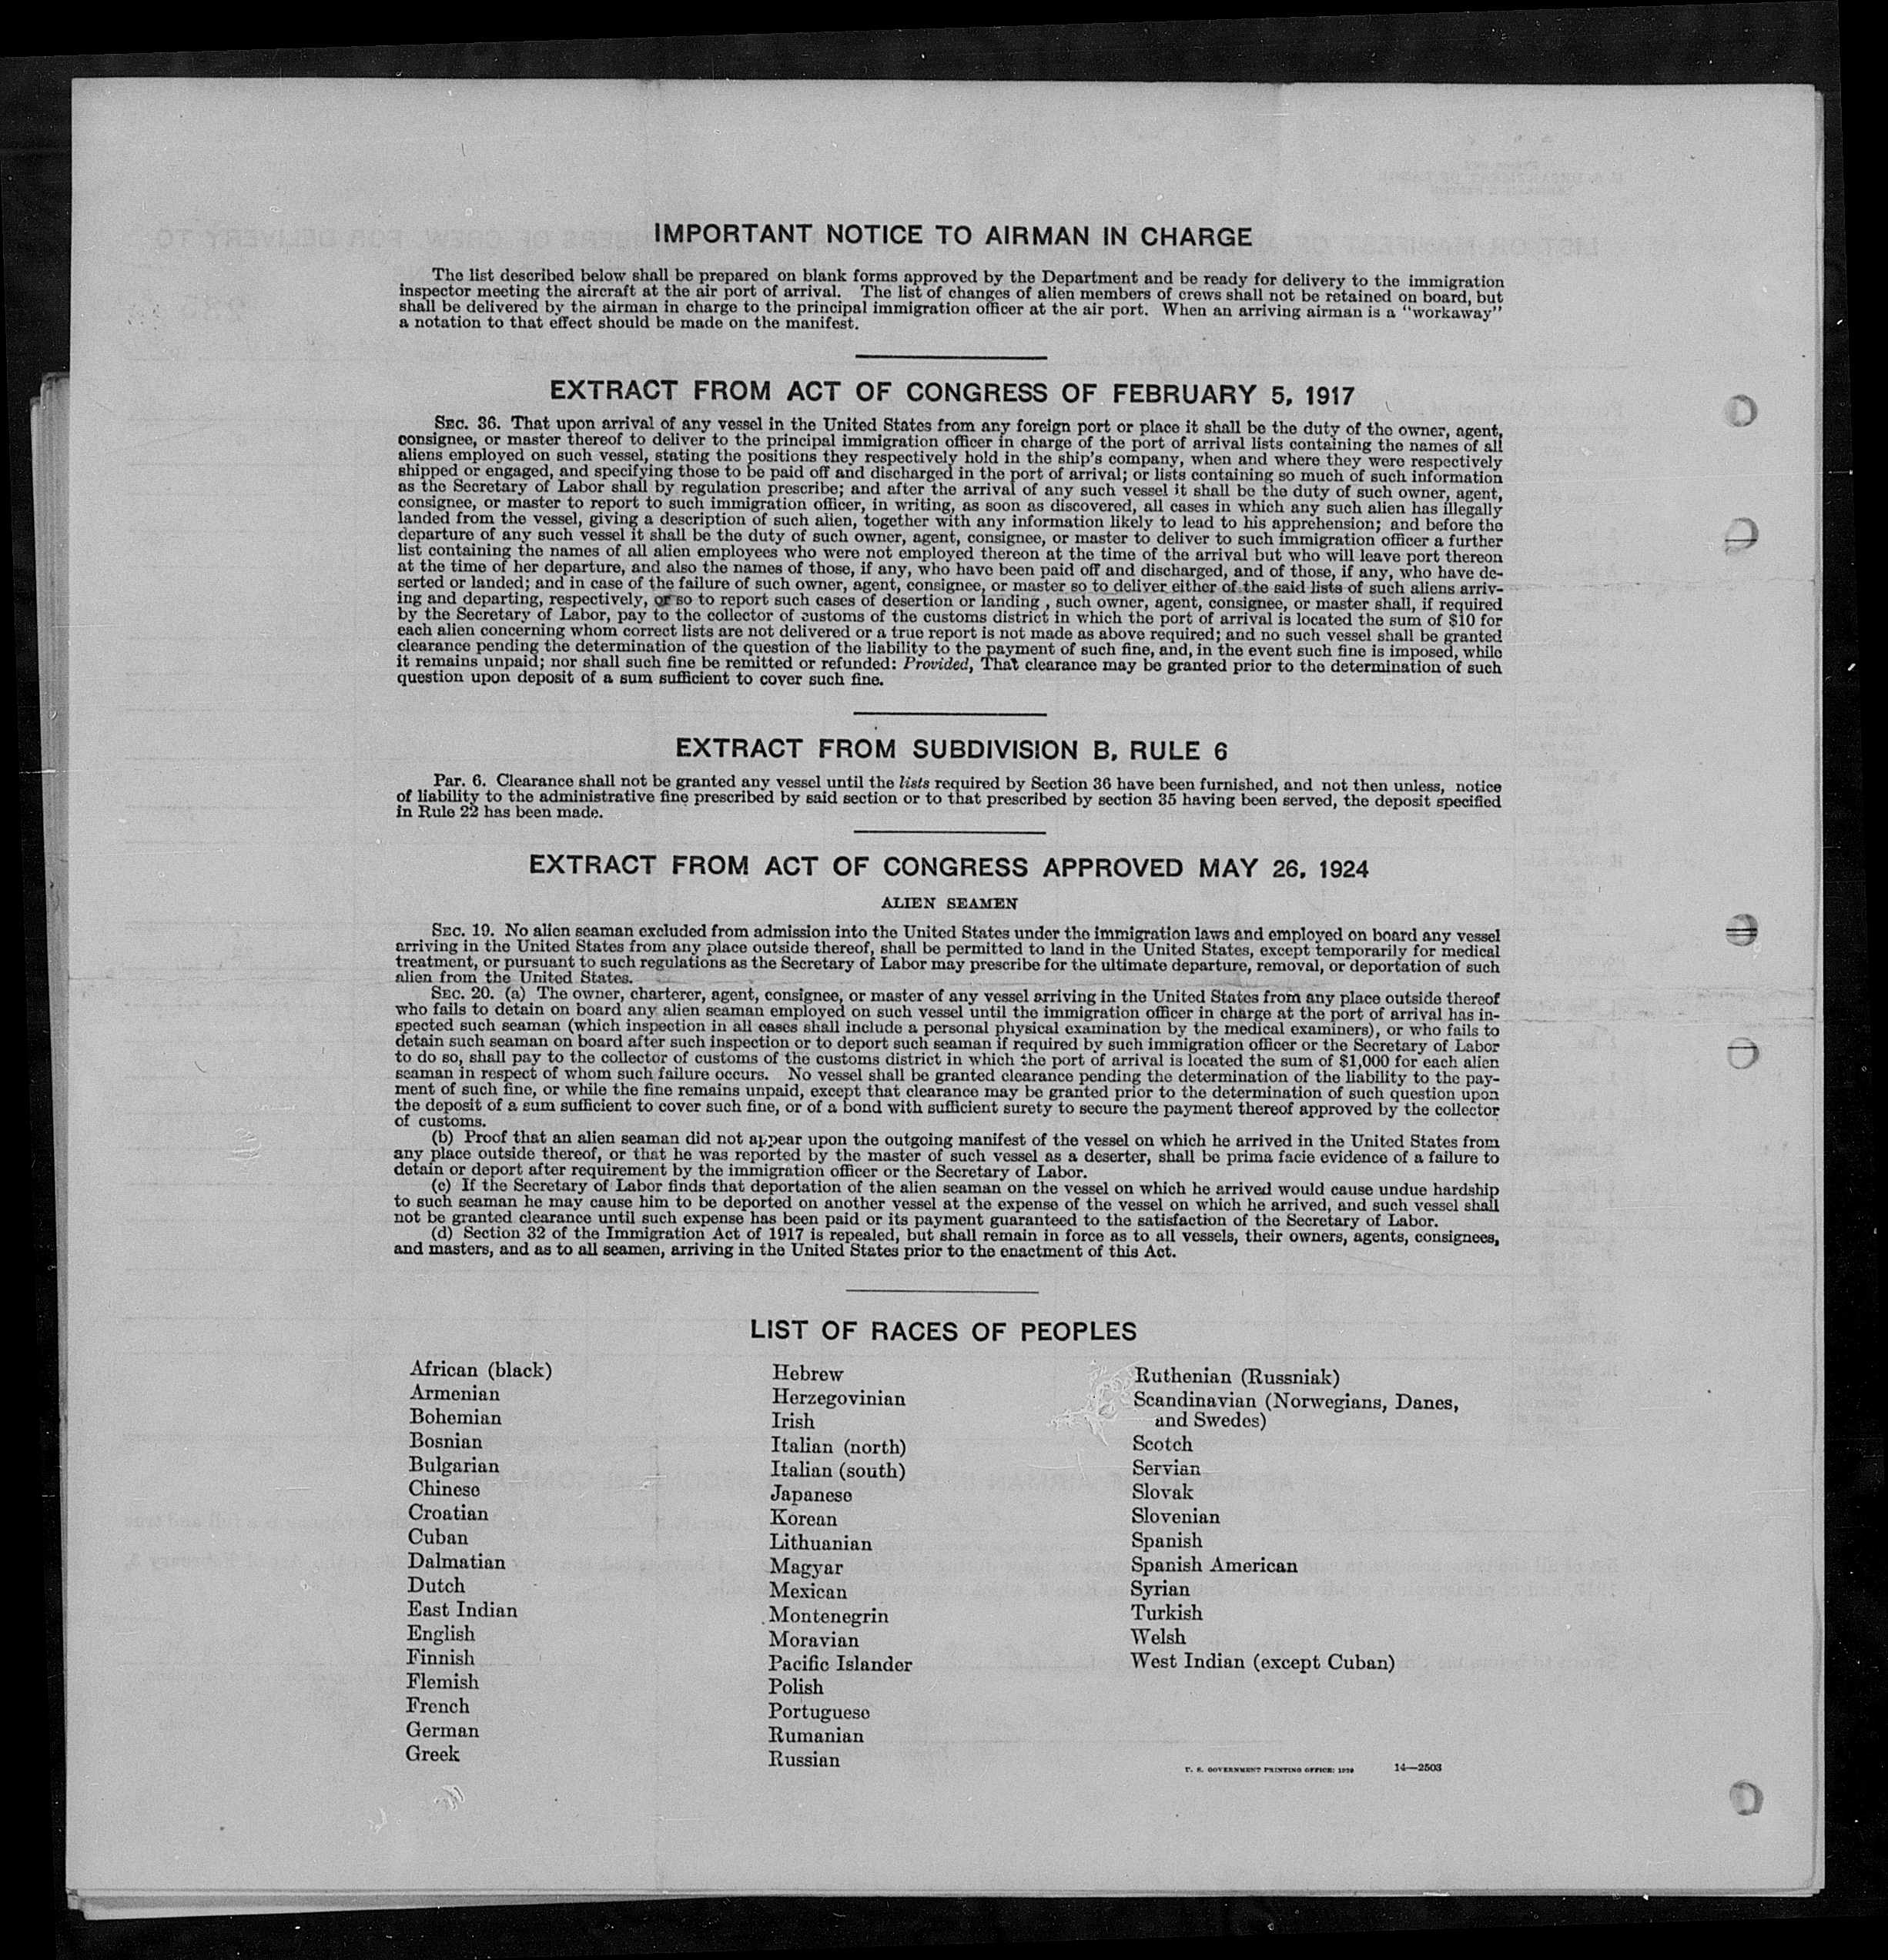 IMPORTANT NOTICE TO AIRMAN IN CHARGE
The list described below shall be prepared on blank forms approved by the Department and be ready for delivery to the immigration
inspector meeting the aircraft at the air port of arrival. The list of changes of alien members of crews shall not be retained on board, but
shall be delivered by the airman in charge to the principal immigration officer at the air port. When an arriving airman is a "workaway"
a notation to that effect should be made on the manifest.
EXTRACT FROM ACT OF CONGRESS OF FEBRUARY 5, 1917
SEC. 36. That upon arrival of any vessel in the United States from any foreign port or place it shall be the duty of the owner, agent,
consignee, or master thereof to deliver to the principal immigration officer in charge of the port of arrival lists containing the names of all
aliens employed on such vessel, stating the positions they respectively hold in the ship's company, when and where they were respectively
shipped or engaged, and specifying those to be paid off and discharged in the port of arrival; or lists containing so much of such information
as the Secretary of Labor shall by regulation prescribe; and after the arrival of any such vessel it shall be the duty of such owner, agent,
consignee, or master to report to such immigration officer, in writing, as soon as discovered, all cases in which any such alien has illegally
landed from the vessel, giving a description of such alien, together with any information likely to lead to his apprehension; and before the
departure of any such vessel it shall be the duty of such owner, agent, consignee, or master to deliver to such immigration officer a further
list containing the names of all alien employees who were not employed thereon at the time of the arrival but who will leave port thereon
at the time of her departure, and also the names of those, if any, who have been paid off and discharged, and of those, if any, who have de-
serted or landed; and in case of the failure of such owner, agent, consignee, or master so to deliver either of the said lists of such aliens arriv-
ing and departing, respectively, or so to report such cases of desertion or landing , such owner, agent, consignee, or master shall, if required
by the Secretary of Labor, pay to the collector of customs of the customs district in which the port of arrival is located the sum of $10 for
each alien concerning whom correct lists are not delivered or a true report is not made as above required; and no such vessel shall be granted
clearance pending the determination of the question of the liability to the payment of such fine, and, in the event such fine is imposed, while
it remains unpaid; nor shall such fine be remitted or refunded: Provided, That clearance may be granted prior to the determination of such
question upon deposit of a sum sufficient to cover such fine.
EXTRACT FROM SUBDIVISION B, RULE 6
Par. 6. Clearance shall not be granted any vessel until the lists required by Section 36 have been furnished, and not then unless, notice
of liability to the administrative fine prescribed by said section or to that prescribed by section 35 having been served, the deposit specified
in Rule 22 has been made.
EXTRACT FROM ACT OF CONGRESS APPROVED MAY 26, 1924
ALIEN SEAMEN
SEC. 19. No alien seaman excluded from admission into the United States under the immigration laws and employed on board any vessel
arriving in the United States from any place outside thereof, shall be permitted to land in the United States, except temporarily for medical
treatment, or pursuant to such regulations as the Secretary of Labor may prescribe for the ultimate departure, removal, or deportation of such
alien from the United States.
SEC. 20. (a) The owner, charterer, agent, consignee, or master of any vessel arriving in the United States from any place outside thereof
who fails to detain on board any alien seaman employed on such vessel until the immigration officer in charge at the port of arrival has in-
spected such seaman (which inspection in all cases shall include a personal physical examination by the medical examiners), or who fails to
detain such seaman on board after such inspection or to deport such seaman if required by such immigration officer or the Secretary of Labor
to do so, shall pay to the collector of customs of the customs district in which the port of arrival is located the sum of $1,000 for each alien
seaman in respect of whom such failure occurs. No vessel shall be granted clearance pending the determination of the liability to the pay-
ment of such fine, or while the fine remains unpaid, except that clearance may be granted prior to the determination of such question upon
the deposit of a sum sufficient to cover such fine, or of a bond with sufficient surety to secure the payment thereof approved by the collector
of customs.
(b) Proof that an alien seaman did not appear upon the outgoing manifest of the vessel on which he arrived in the United States from
any place outside thereof, or that he was reported by the master of such vessel as a deserter, shall be prima facie evidence of a failure to
detain or deport after requirement by the immigration officer or the Secretary of Labor.
(c) If the Secretary of Labor finds that deportation of the alien seaman on the vessel on which he arrived would cause undue hardship
to such seaman he may cause him to be deported on another vessel at the expense of the vessel on which he arrived, and such vessel shall
not be granted clearance until such expense has been paid or its payment guaranteed to the satisfaction of the Secretary of Labor.
(d) Section 32 of the Immigration Act of 1917 is repealed, but shall remain in force as to all vessels, their owners, agents, consignees,
and masters, and as to all seamen, arriving in the United States prior to the enactment of this Act.
LIST OF RACES OF PEOPLES
African (black)
Armenian
Bohemian
Bosnian
Bulgarian
Chinese
Croatian
Cuban
Dalmatian
Dutch
East Indian
English
Finnish
Flemish
French
German
Greek
Hebrew
Herzegovinian
Irish
Italian (north)
Italian (south)
Japanese
Korean
Lithuanian
Magyar
Mexican
Montenegrin
Moravian
Pacific Islander
Polish
Portuguese
Rumanian
Russian
Ruthenian (Russniak)
Scandinavian (Norwegians, Danes,
and Swedes)
Scotch
Servian
Slovak
Slovenian
Spanish
Spanish American
Syrian
Turkish
Welsh
West Indian (except Cuban)
U. S. GOVERNMENT PRINTING OFFICE: 14—2503